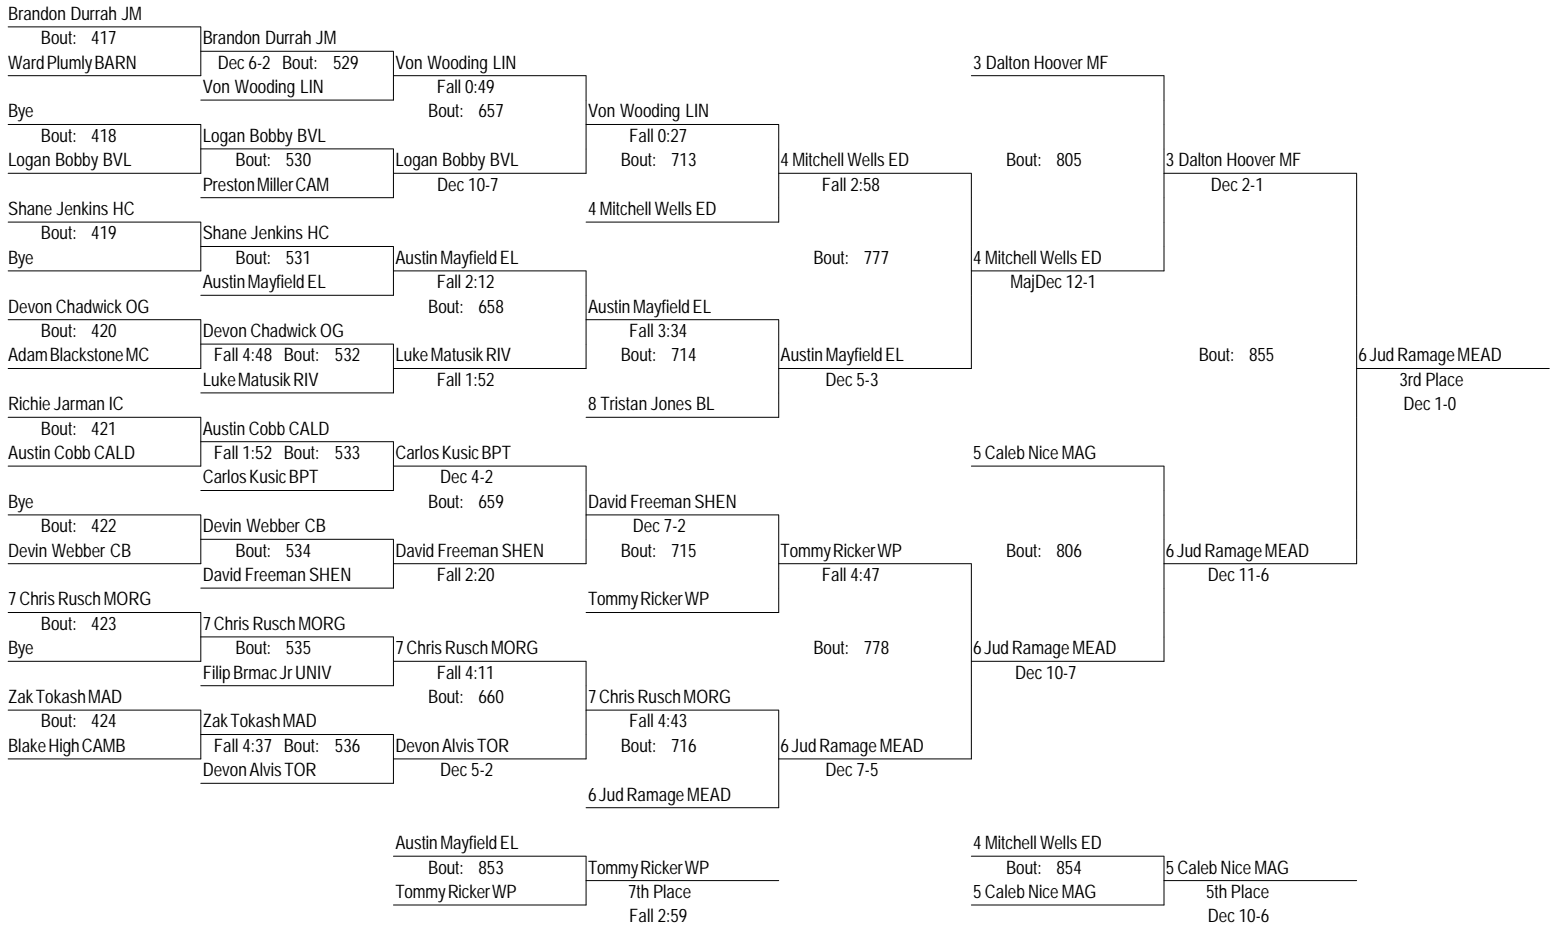 Brandon Durrah JM
Bout: 417
Ward Plumly BARN
Bye
Bout: 418
Logan Bobby BVL
Shane Jenkins HC
Bout: 419
Bye
Devon Chadwick OG
Bout: 420
Adam Blackstone MC
Richie Jarman IC
Bout: 421
Austin Cobb CALD
Bye
Bout: 422
Devin Webber CB
7 Chris Rusch MORG
Bout: 423
Bye
Zak Tokash MAD
Bout: 424
Blake High CAMB
Brandon Durrah JM
Dec 6-2 Bout: 529
Von Wooding LIN
Logan Bobby BVL
Bout: 530
Preston Miller CAM
Shane Jenkins HC
Bout: 531
Austin Mayfield EL
Devon Chadwick OG
Fall 4:48 Bout: 532
Luke Matusik RIV
Austin Cobb CALD
Fall 1:52 Bout: 533
Carlos Kusic BPT
Devin Webber CB
Bout: 534
David Freeman SHEN
7 Chris Rusch MORG
Bout: 535
Filip Brmac Jr UNIV
Zak Tokash MAD
Fall 4:37 Bout: 536
Devon Alvis TOR
Von Wooding LIN
Fall 0:49
Bout: 657
Logan Bobby BVL
Dec 10-7
Austin Mayfield EL
Fall 2:12
Bout: 658
Luke Matusik RIV
Fall 1:52
Carlos Kusic BPT
Dec 4-2
Bout: 659
David Freeman SHEN
Fall 2:20
7 Chris Rusch MORG
Fall 4:11
Bout: 660
Devon Alvis TOR
Dec 5-2
Von Wooding LIN
Fall 0:27
Bout: 713
4 Mitchell Wells ED
Austin Mayfield EL
Fall 3:34
Bout: 714
8 Tristan Jones BL
David Freeman SHEN
Dec 7-2
Bout: 715
Tommy Ricker WP
7 Chris Rusch MORG
Fall 4:43
Bout: 716
6 Jud Ramage MEAD
4 Mitchell Wells ED
Fall 2:58
Bout: 777
Austin Mayfield EL
Dec 5-3
Tommy Ricker WP
Fall 4:47
Bout: 778
6 Jud Ramage MEAD
Dec 7-5
3 Dalton Hoover MF
Bout: 805
4 Mitchell Wells ED
MajDec 12-1
5 Caleb Nice MAG
Bout: 806
6 Jud Ramage MEAD
Dec 10-7
3 Dalton Hoover MF
Dec 2-1
Bout: 855
6 Jud Ramage MEAD
Dec 11-6
6 Jud Ramage MEAD
3rd Place
Dec 1-0
Austin Mayfield EL
Bout: 853
Tommy Ricker WP
Tommy Ricker WP
7th Place
Fall 2:59
4 Mitchell Wells ED
Bout: 854
5 Caleb Nice MAG
5 Caleb Nice MAG
5th Place
Dec 10-6